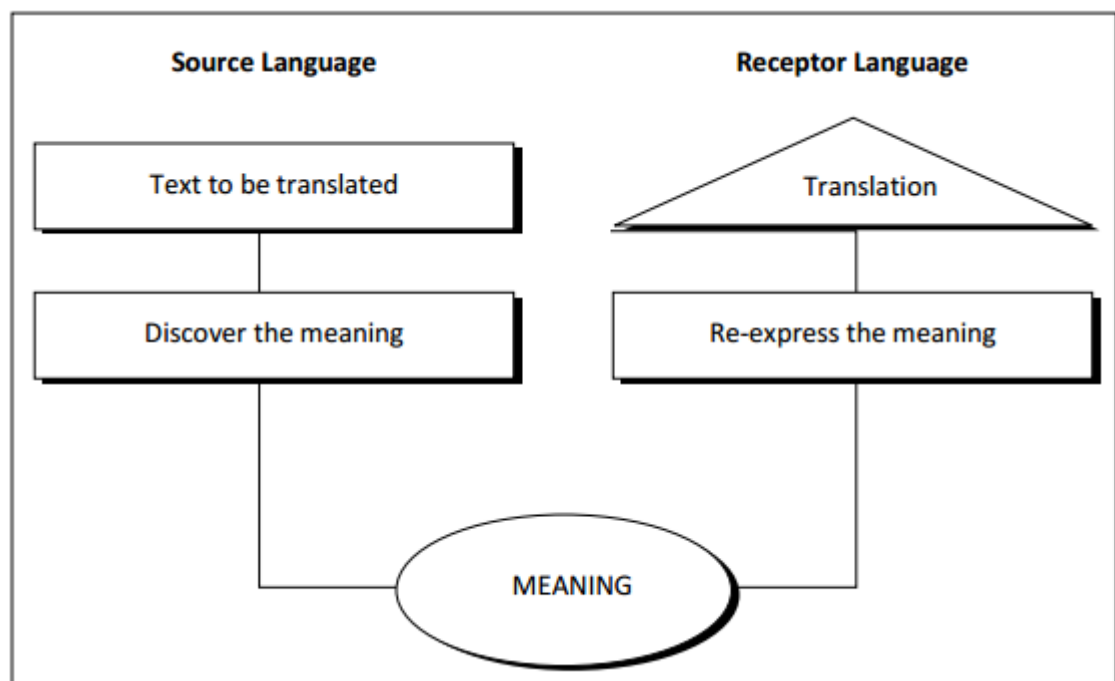 Source Language
Receptor Language
Text to be translated
Translation
Discover the meaning
Re-express the meaning
MEANING